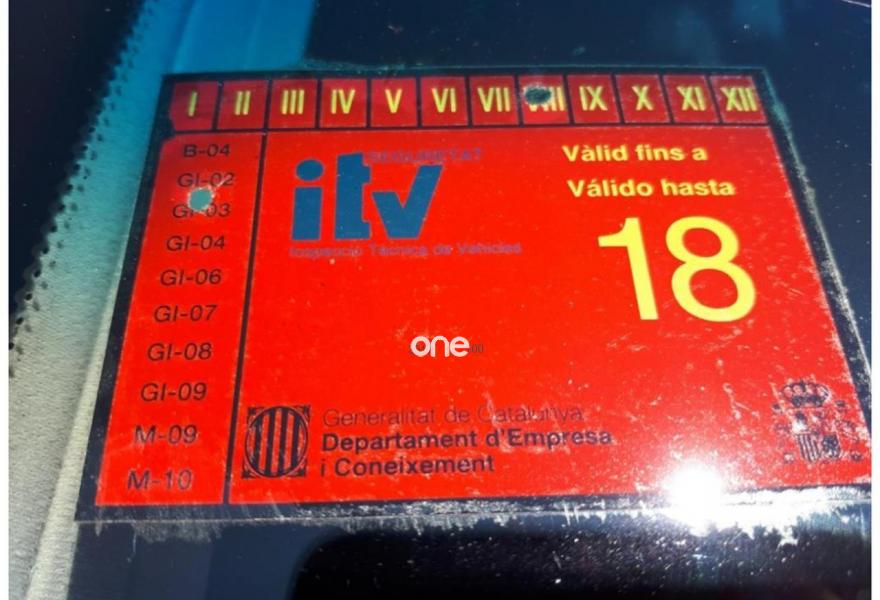 I II III IV V VI VII VIII IX X XI XII
B-04
GI-02
GI-03
GI-04
GI-06
GI-07
GI-08
GI-09
M-09
M-10
SEGURETAT
itv
Inspecció Tècnica de Vehicles
Vàlid fins a
Válido hasta
18
one
Generalitat de Catalunya
Departament d'Empresa
i Coneixement